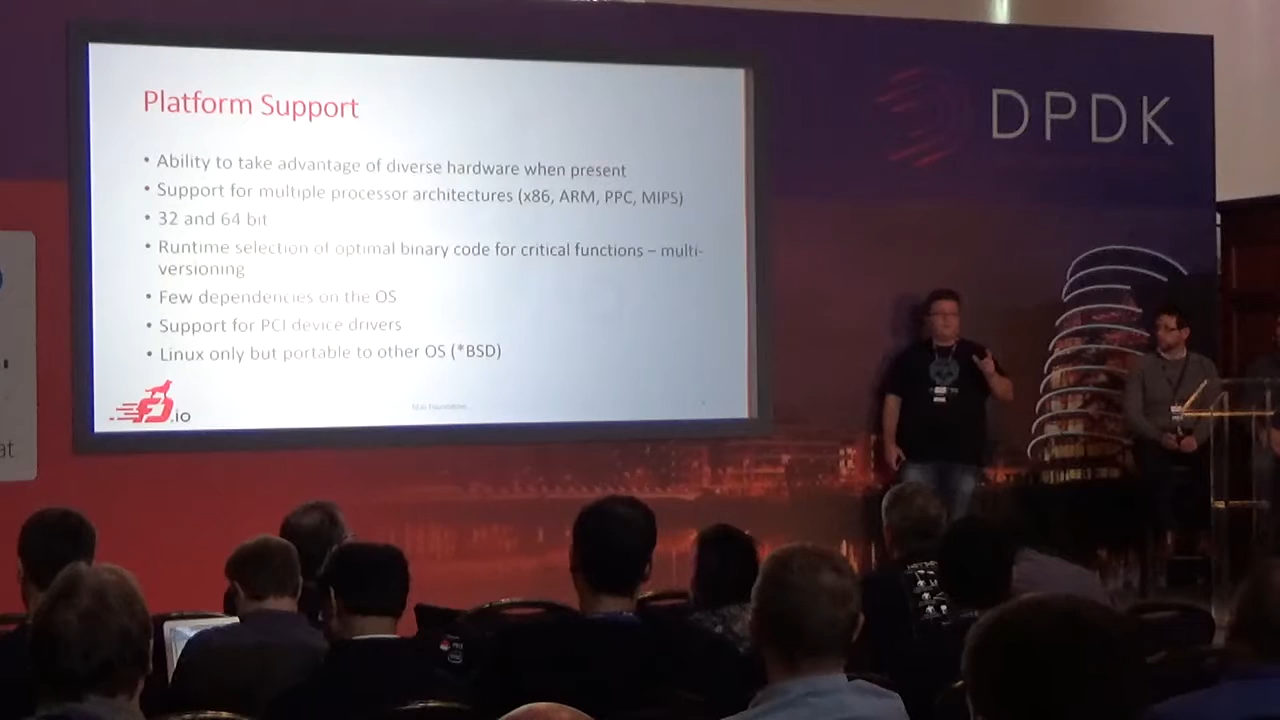 Platform Support
• Ability to take advantage of diverse hardware when present
• Support for multiple processor architectures (x86, ARM, PPC, MIPS)
• 32 and 64 bit
• Runtime selection of optimal binary code for critical functions – multi-
versioning
• Few dependencies on the OS
• Support for PCI device drivers
• Linux only but portable to other OS (*BSD)
.io
DPDK
at